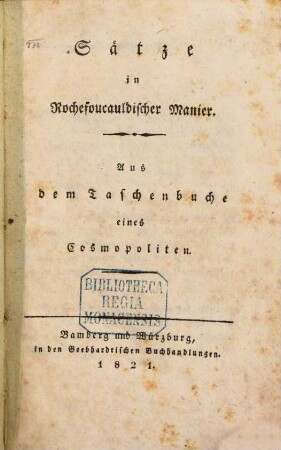 Sätze
in
Rochefoucauldischer Manier.
Aus
dem Taschenbuche
eines
Cosmopoliten.
BIBLIOTHECA
REGIA
MONACENSIS
Bamberg und Würzburg,
in den Goebhardtischen Buchhandlungen.
1821.